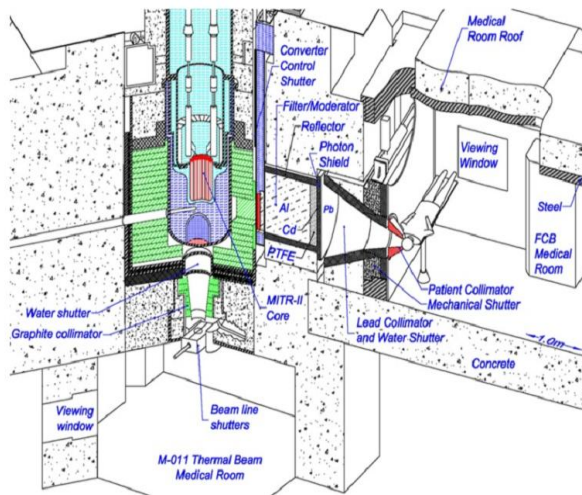 Medical
Room Roof
Converter
Control
Shutter
Filter/Moderator
Reflector
Photon
Shield
Viewing
Window
Al
Cd
Pb
PTFE
Steel
FCB
Medical
Room
Water shutter
Graphite collimator
MITR-II
Core
Patient Collimator
Mechanical Shutter
Lead Collimator
and Water Shutter
1.0m
Concrete
Viewing
window
Beam line
shutters
M-011 Thermal Beam
Medical Room